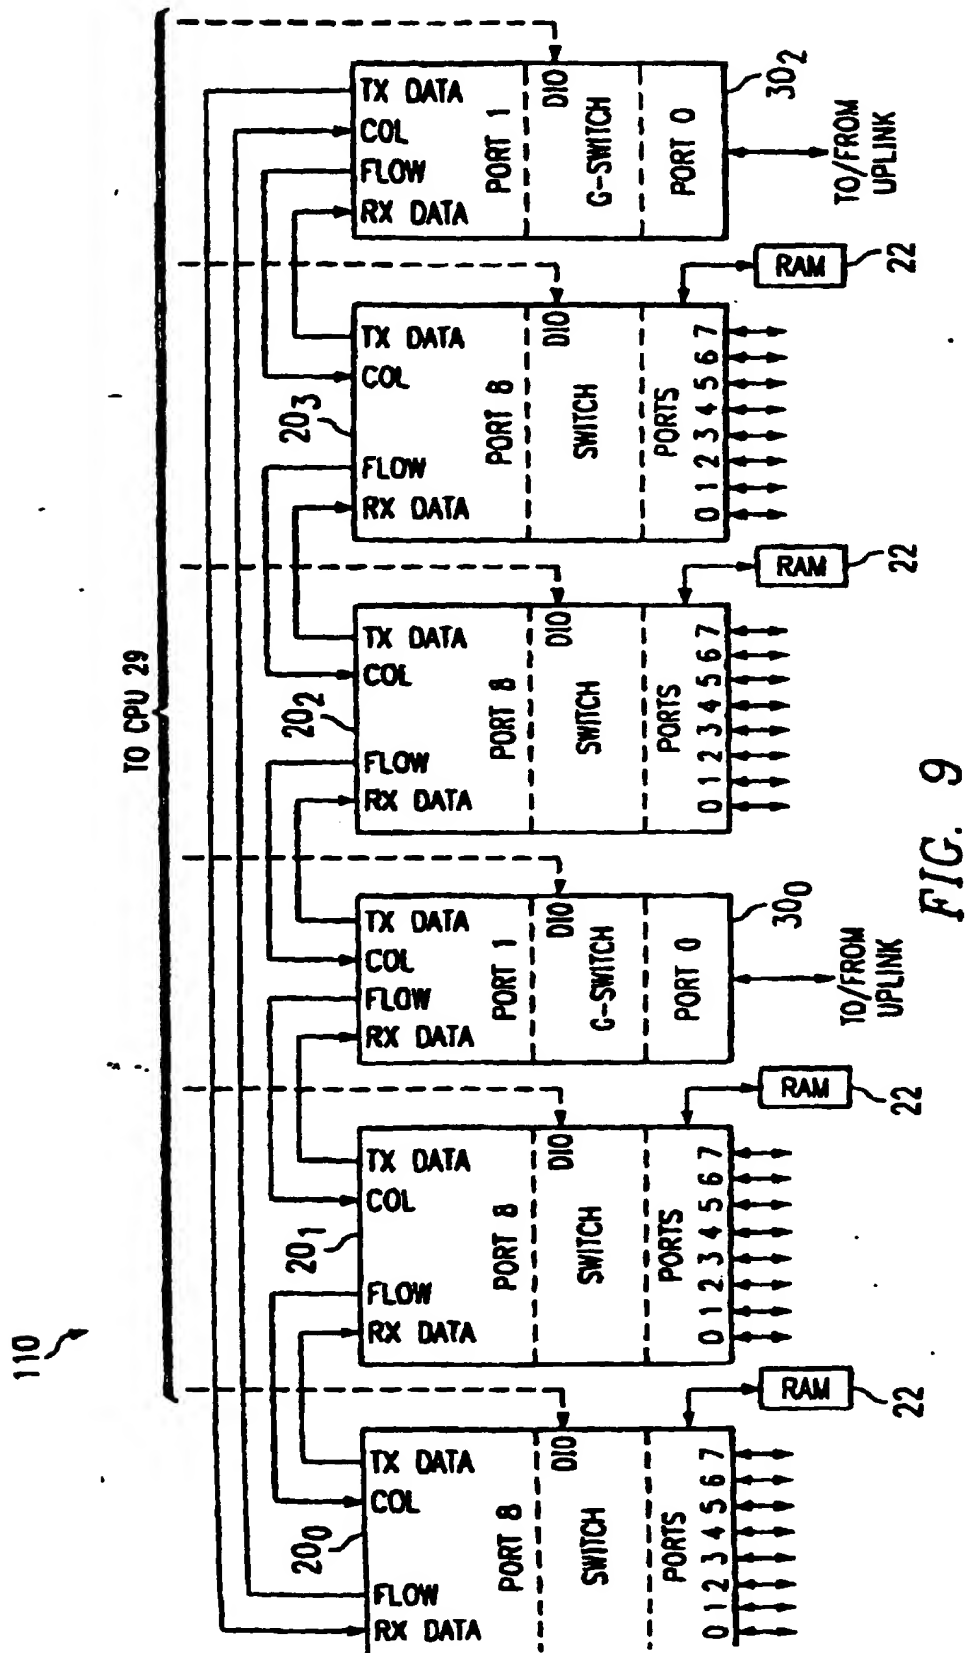 110
TO CPU 29
RX DATA
FLOW
COL
TX DATA
20₀
PORT 8
DIO
SWITCH
PORTS
0 1 2 3 4 5 6 7
RAM
22
RX DATA
FLOW
COL
TX DATA
20₁
PORT 8
DIO
SWITCH
PORTS
0 1 2 3 4 5 6 7
RAM
22
RX DATA
FLOW
COL
TX DATA
PORT 1
DIO
G-SWITCH
PORT 0
30₀
TO/FROM
UPLINK
RX DATA
FLOW
COL
TX DATA
20₂
PORT 8
DIO
SWITCH
PORTS
0 1 2 3 4 5 6 7
RAM
22
RX DATA
FLOW
COL
TX DATA
20₃
PORT 8
DIO
SWITCH
PORTS
0 1 2 3 4 5 6 7
RAM
22
RX DATA
FLOW
COL
TX DATA
PORT 1
DIO
G-SWITCH
PORT 0
30₂
TO/FROM
UPLINK
FIG. 9